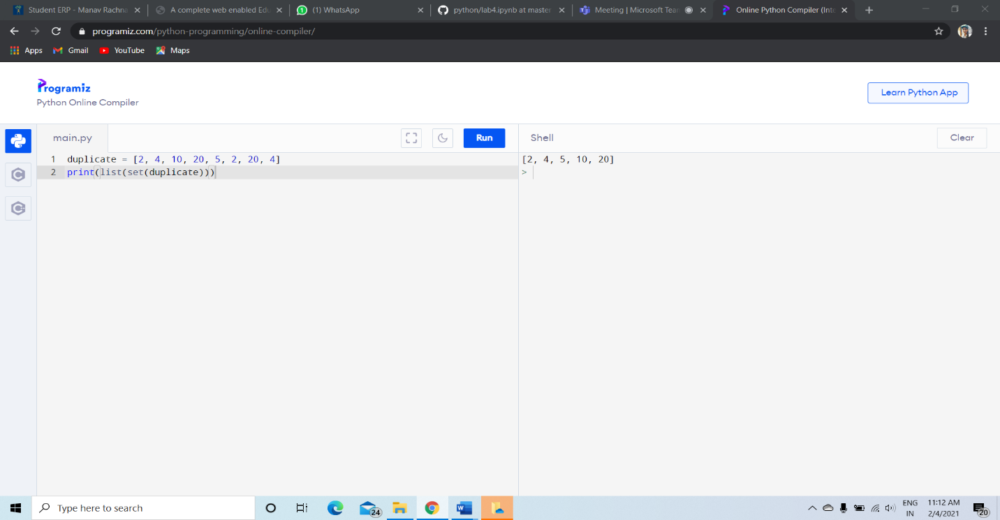 Student ERP - Manav Rachna
A complete web enabled Edu
(1) WhatsApp
python/lab4.ipynb at master
Meeting | Microsoft Team
Online Python Compiler (Inte
programiz.com/python-programming/online-compiler/
Apps
Gmail
YouTube
Maps
Programiz
Python Online Compiler
Learn Python App
main.py
Run
Shell
Clear
1 duplicate = [2, 4, 10, 20, 5, 2, 20, 4]
2 print(list(set(duplicate)))
[2, 4, 5, 10, 20]
>
Type here to search
24
ENG
IN
11:12 AM
2/4/2021
20